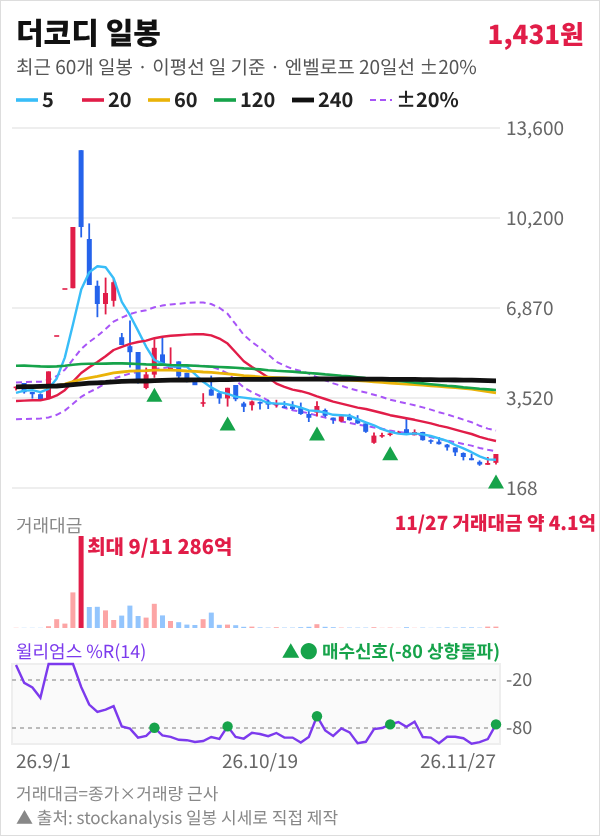 더코디 일봉
1,431원
최근 60개 일봉 · 이평선 일 기준 · 엔벨로프 20일선 ±20%
5 20 60 120 240 ±20%
13,600
10,200
6,870
3,520
168
거래대금
11/27 거래대금 약 4.1억
최대 9/11 286억
윌리엄스 %R(14)
▲● 매수신호(-80 상향돌파)
-20
-80
26.9/1 26.10/19 26.11/27
거래대금=종가×거래량 근사
▲ 출처: stockanalysis 일봉 시세로 직접 제작